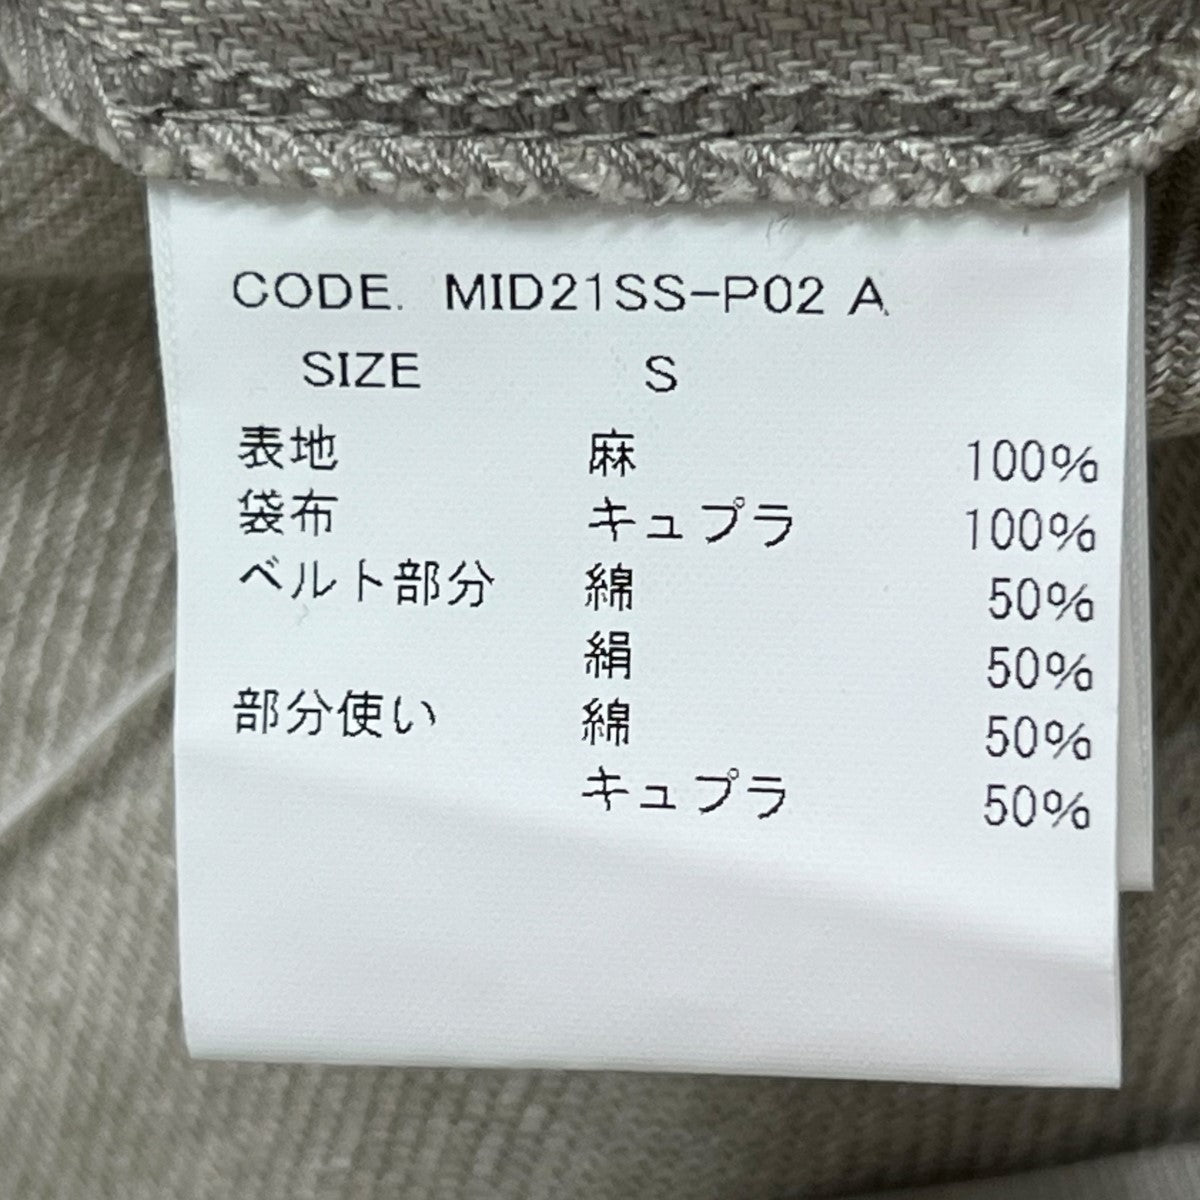 CODE. MID21SS-P02 A
SIZE S
表地 麻 100%
袋布 キュプラ 100%
ベルト部分 綿 50%
絹 50%
部分使い 綿 50%
キュプラ 50%